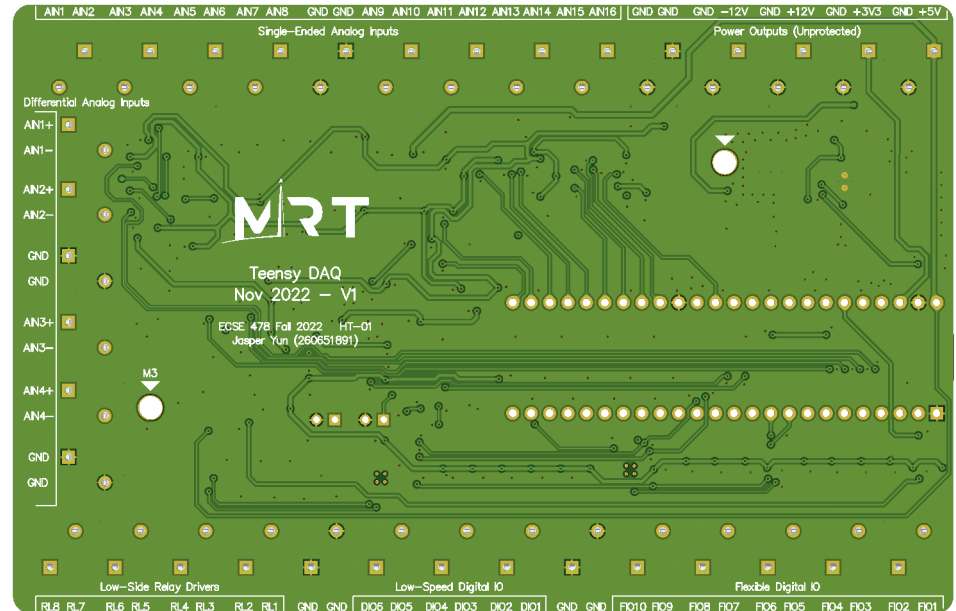 AIN1 AIN2 AIN3 AIN4 AIN5 AIN6 AIN7 AIN8 GND GND AIN9 AIN10 AIN11 AIN12 AIN13 AIN14 AIN15 AIN16 GND GND -12V GND +12V GND +3V3 GND +5V
Single-Ended Analog Inputs Power Outputs (Unprotected)
Differential Analog Inputs
AIN1+
AIN1-
AIN2+
AIN2-
GND
GND
AIN3+
AIN3-
AIN4+
AIN4-
GND
GND
MRT
Teensy DAQ
Nov 2022 - V1
ECSE 478 Fall 2022 HT-01
Jasper Yun (260651891)
M3
Low-Side Relay Drivers Low-Speed Digital IO Flexible Digital IO
RL8 RL7 RL6 RL5 RL4 RL3 RL2 RL1 GND GND DIO6 DIO5 DIO4 DIO3 DIO2 DIO1 GND GND FIO10 FIO9 FIO8 FIO7 FIO6 FIO5 FIO4 FIO3 FIO2 FIO1